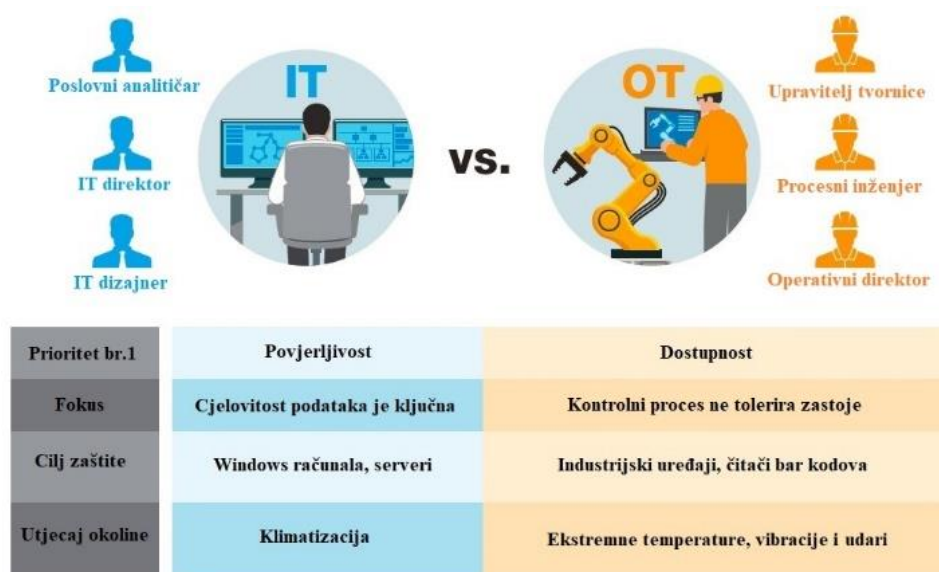 Poslovni analitičar
IT direktor
IT dizajner
IT
vs.
OT
Upravitelj tvornice
Procesni inženjer
Operativni direktor
Prioritet br.1
Povjerljivost
Dostupnost
Fokus
Cjelovitost podataka je ključna
Kontrolni proces ne tolerira zastoje
Cilj zaštite
Windows računala, serveri
Industrijski uređaji, čitači bar kodova
Utjecaj okoline
Klimatizacija
Ekstremne temperature, vibracije i udari